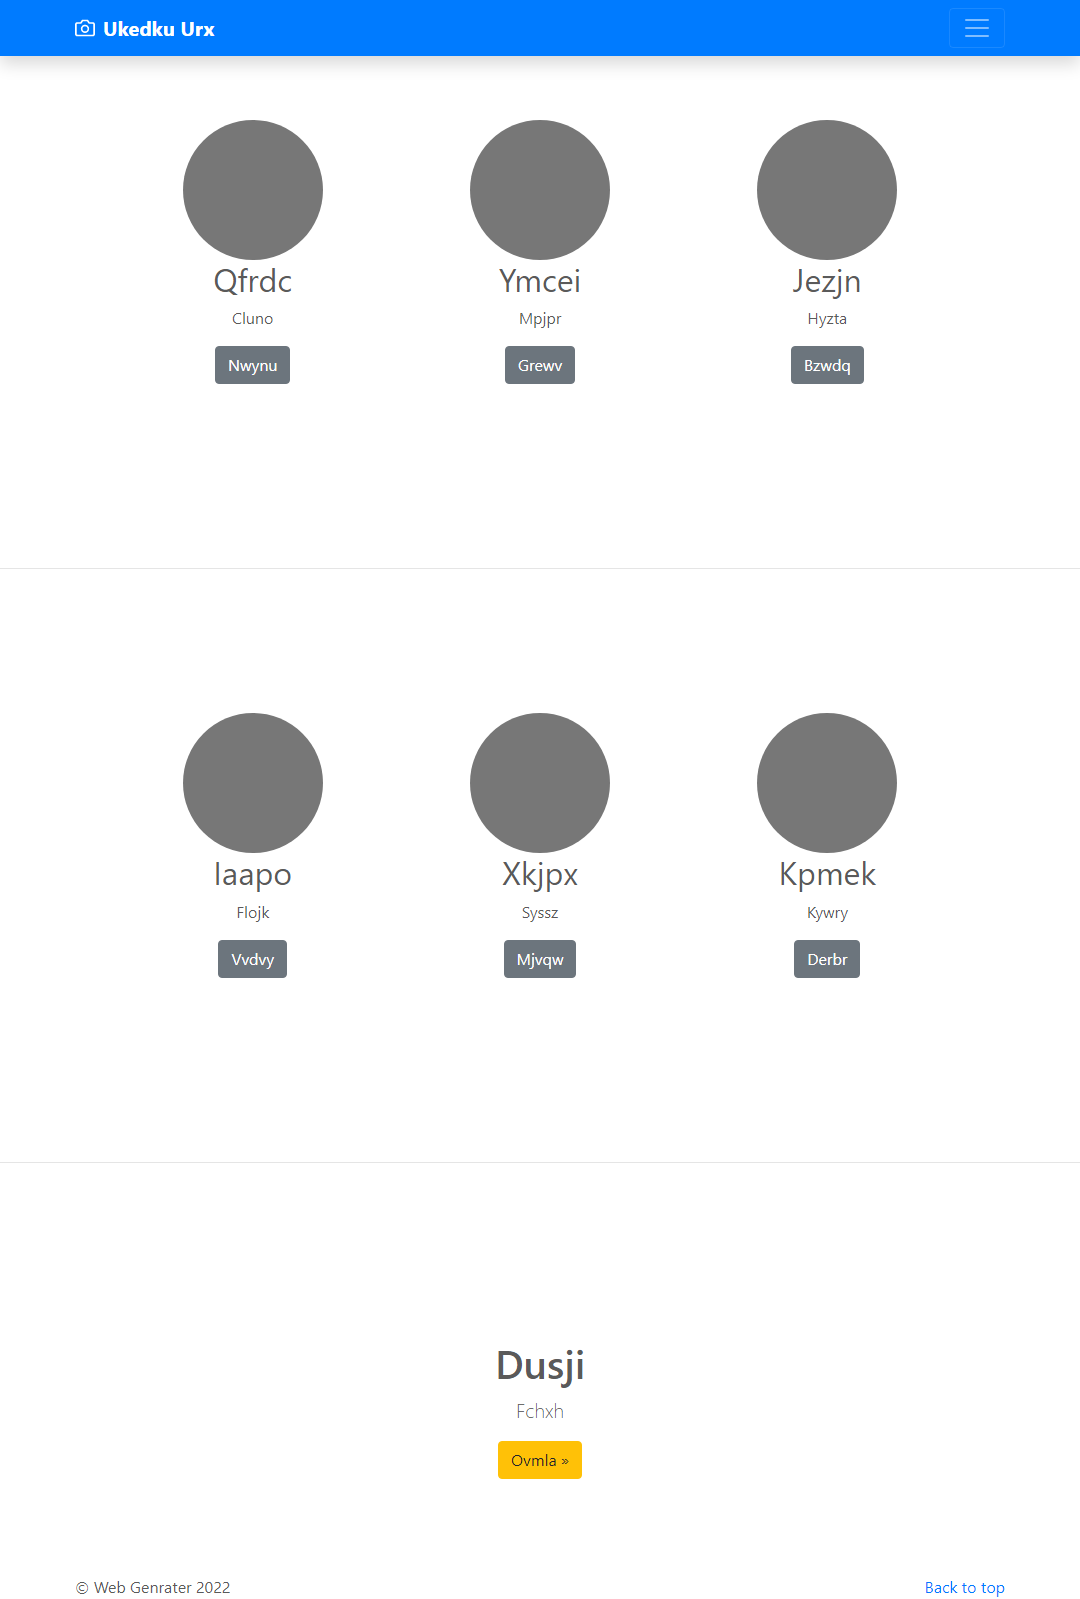 Ukedku Urx
Qfrdc
Cluno
Nwynu
Ymcei
Mpjpr
Grewv
Jezjn
Hyzta
Bzwdq
Iaapo
Flojk
Vvdvy
Xkjpx
Syssz
Mjvqw
Kpmek
Kywry
Derbr
Dusji
Fchxh
Ovmla »
© Web Genrater 2022
Back to top